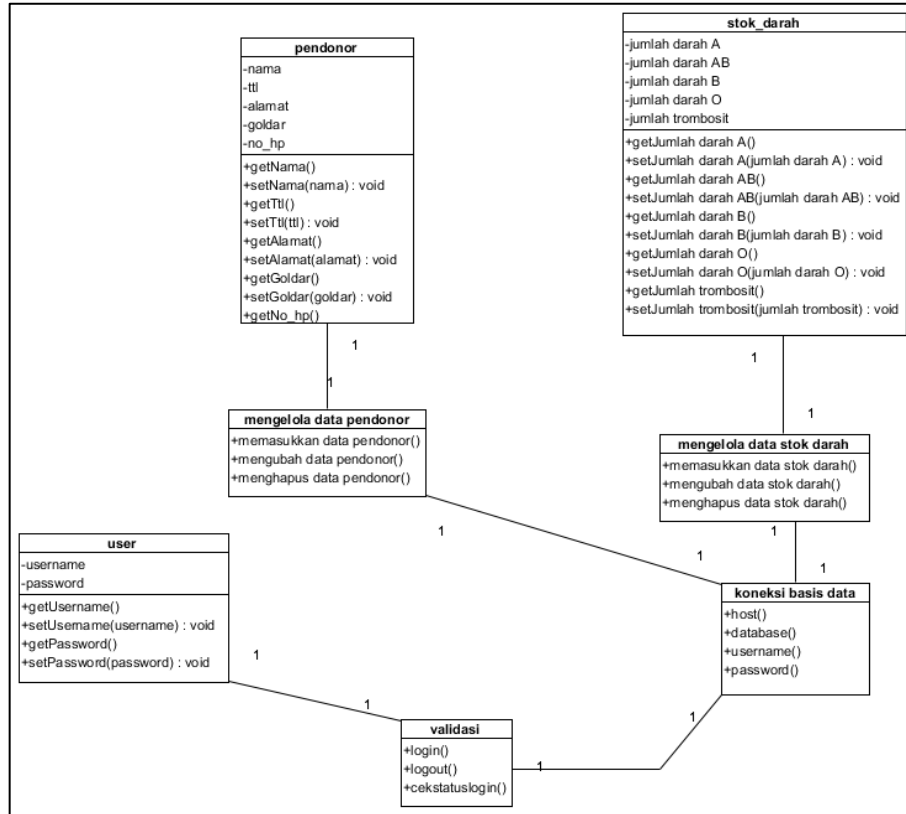 pendonor
-nama
-ttl
-alamat
-goldar
-no_hp
+getNama()
+setNama(nama) : void
+getTtl()
+setTtl(ttl) : void
+getAlamat()
+setAlamat(alamat) : void
+getGoldar()
+setGoldar(goldar) : void
+getNo_hp()
stok_darah
-jumlah darah A
-jumlah darah AB
-jumlah darah B
-jumlah darah O
-jumlah trombosit
+getJumlah darah A()
+setJumlah darah A(jumlah darah A) : void
+getJumlah darah AB()
+setJumlah darah AB(jumlah darah AB) : void
+getJumlah darah B()
+setJumlah darah B(jumlah darah B) : void
+getJumlah darah O()
+setJumlah darah O(jumlah darah O) : void
+getJumlah trombosit()
+setJumlah trombosit(jumlah trombosit) : void
1
1
1
1
mengelola data pendonor
+memasukkan data pendonor()
+mengubah data pendonor()
+menghapus data pendonor()
mengelola data stok darah
+memasukkan data stok darah()
+mengubah data stok darah()
+menghapus data stok darah()
1
1
1
1
user
-username
-password
+getUsername()
+setUsername(username) : void
+getPassword()
+setPassword(password) : void
koneksi basis data
+host()
+database()
+username()
+password()
1
1
1
1
validasi
+login()
+logout()
+cekstatuslogin()